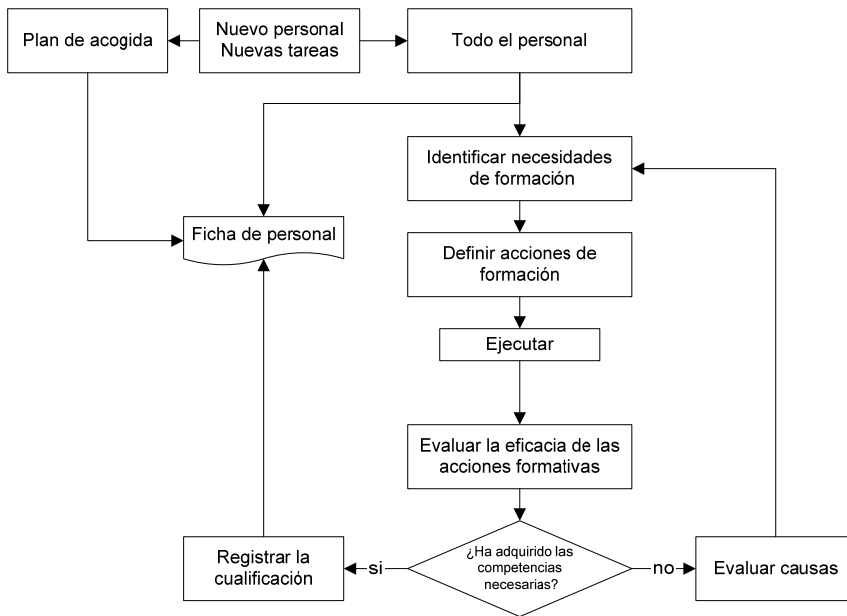 Plan de acogida
Nuevo personal
Nuevas tareas
Todo el personal
Identificar necesidades
de formación
Ficha de personal
Definir acciones de
formación
Ejecutar
Evaluar la eficacia de las
acciones formativas
¿Ha adquirido las
competencias
necesarias?
si
no
Registrar la
cualificación
Evaluar causas